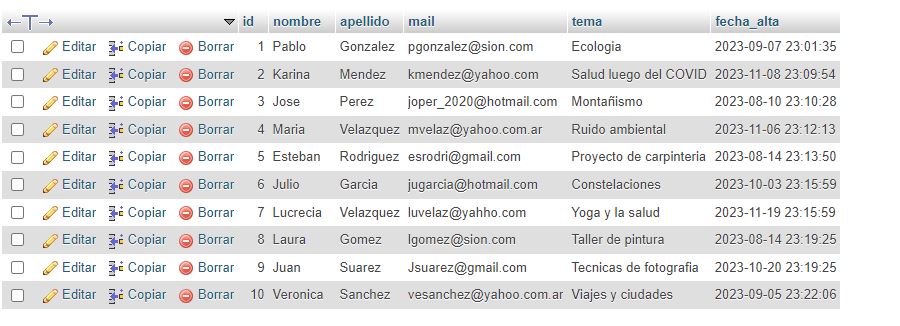 id nombre apellido mail tema fecha_alta
Editar Copiar Borrar 1 Pablo Gonzalez pgonzalez@sion.com Ecologia 2023-09-07 23:01:35
Editar Copiar Borrar 2 Karina Mendez kmendez@yahoo.com Salud luego del COVID 2023-11-08 23:09:54
Editar Copiar Borrar 3 Jose Perez joper_2020@hotmail.com Montañismo 2023-08-10 23:10:28
Editar Copiar Borrar 4 Maria Velazquez mvelaz@yahoo.com.ar Ruido ambiental 2023-11-06 23:12:13
Editar Copiar Borrar 5 Esteban Rodriguez esrodri@gmail.com Proyecto de carpinteria 2023-08-14 23:13:50
Editar Copiar Borrar 6 Julio Garcia jugarcia@hotmail.com Constelaciones 2023-10-03 23:15:59
Editar Copiar Borrar 7 Lucrecia Velazquez luvelaz@yahho.com Yoga y la salud 2023-11-19 23:15:59
Editar Copiar Borrar 8 Laura Gomez lgomez@sion.com Taller de pintura 2023-08-14 23:19:25
Editar Copiar Borrar 9 Juan Suarez Jsuarez@gmail.com Tecnicas de fotografia 2023-10-20 23:19:25
Editar Copiar Borrar 10 Veronica Sanchez vesanchez@yahoo.com.ar Viajes y ciudades 2023-09-05 23:22:06